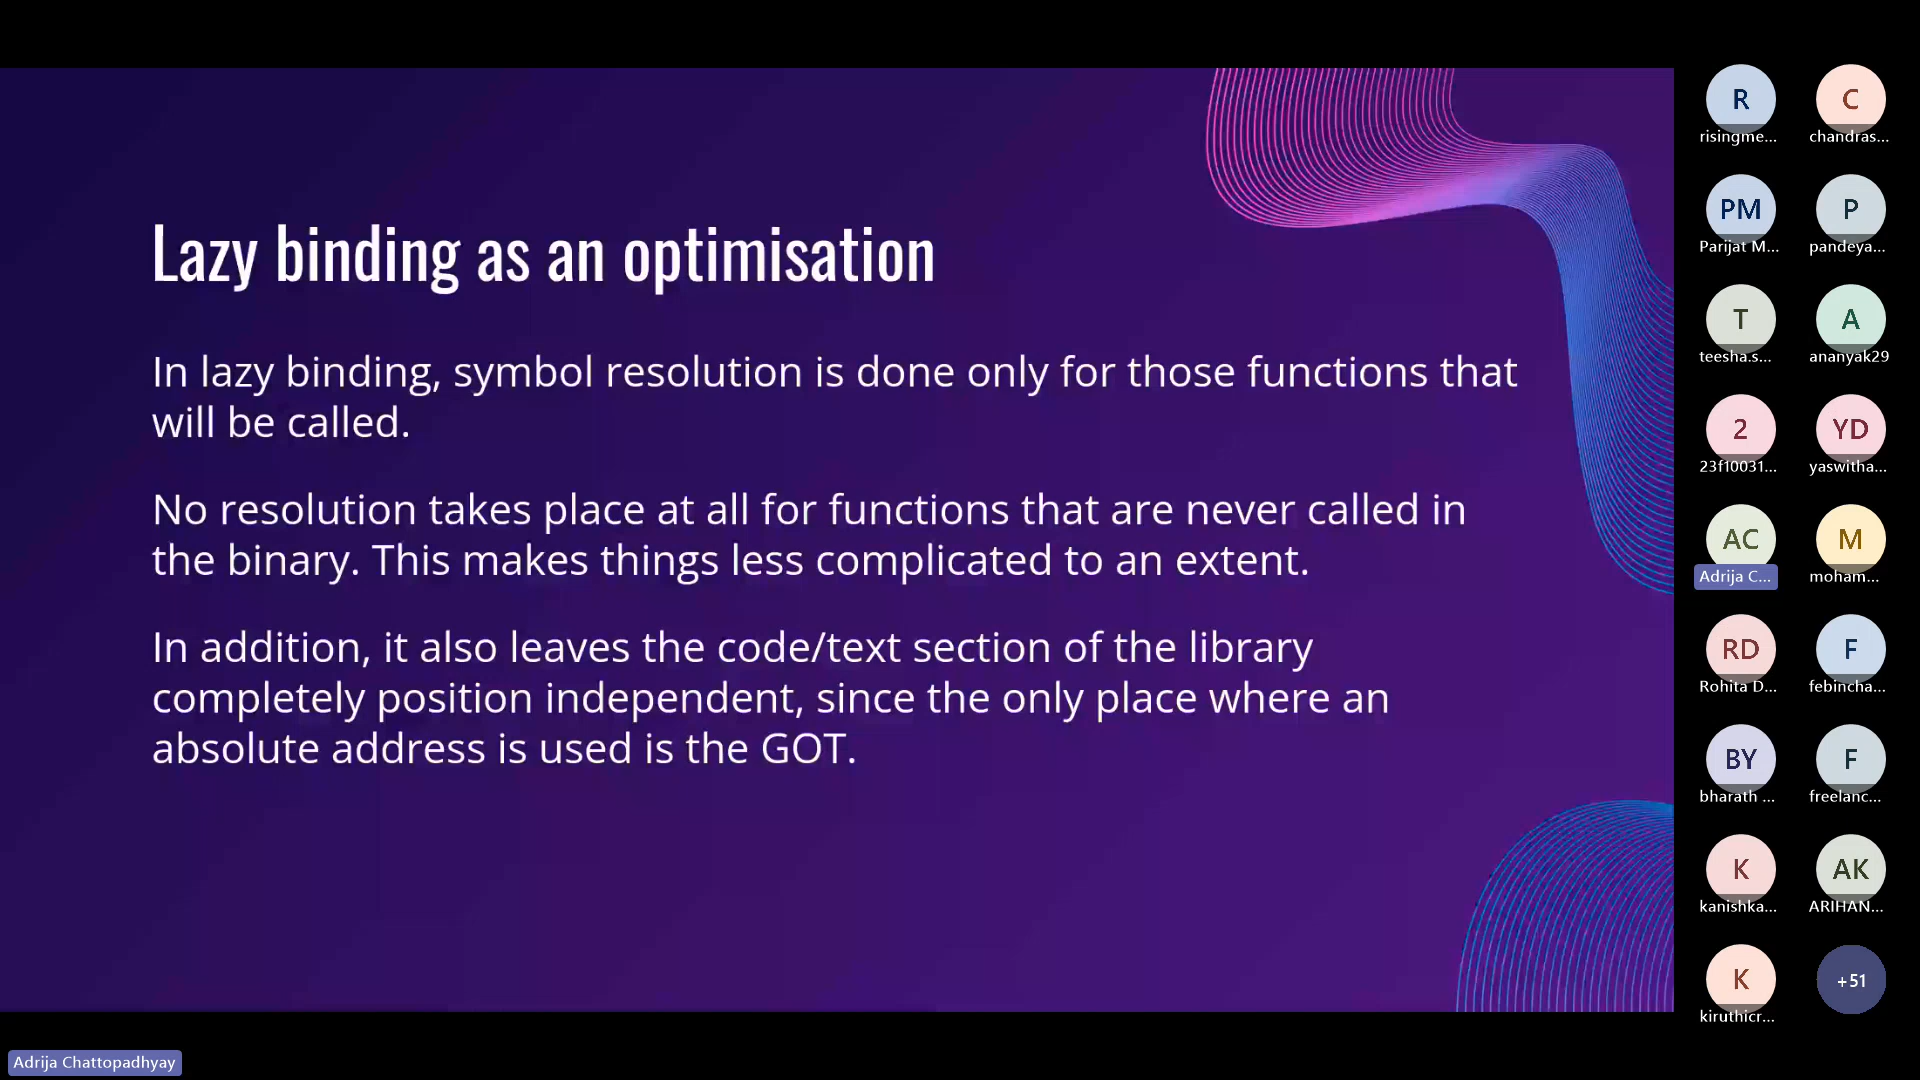 Lazy binding as an optimisation
In lazy binding, symbol resolution is done only for those functions that
will be called.
No resolution takes place at all for functions that are never called in
the binary. This makes things less complicated to an extent.
In addition, it also leaves the code/text section of the library
completely position independent, since the only place where an
absolute address is used is the GOT.
R
risingme...
C
chandras...
PM
Parijat M...
P
pandeya...
T
teesha.s...
A
ananyak29
2
23f10031...
YD
yaswitha...
AC
Adrija C...
M
moham...
RD
Rohita D...
F
febincha...
BY
bharath ...
F
freelanc...
K
kanishka...
AK
ARIHAN...
K
kiruthicr...
+51
Adrija Chattopadhyay